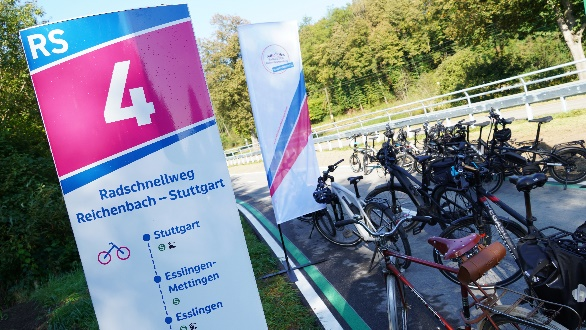 RS
4
Radschnellweg
Reichenbach – Stuttgart
Stuttgart
Esslingen-
Mettingen
Esslingen